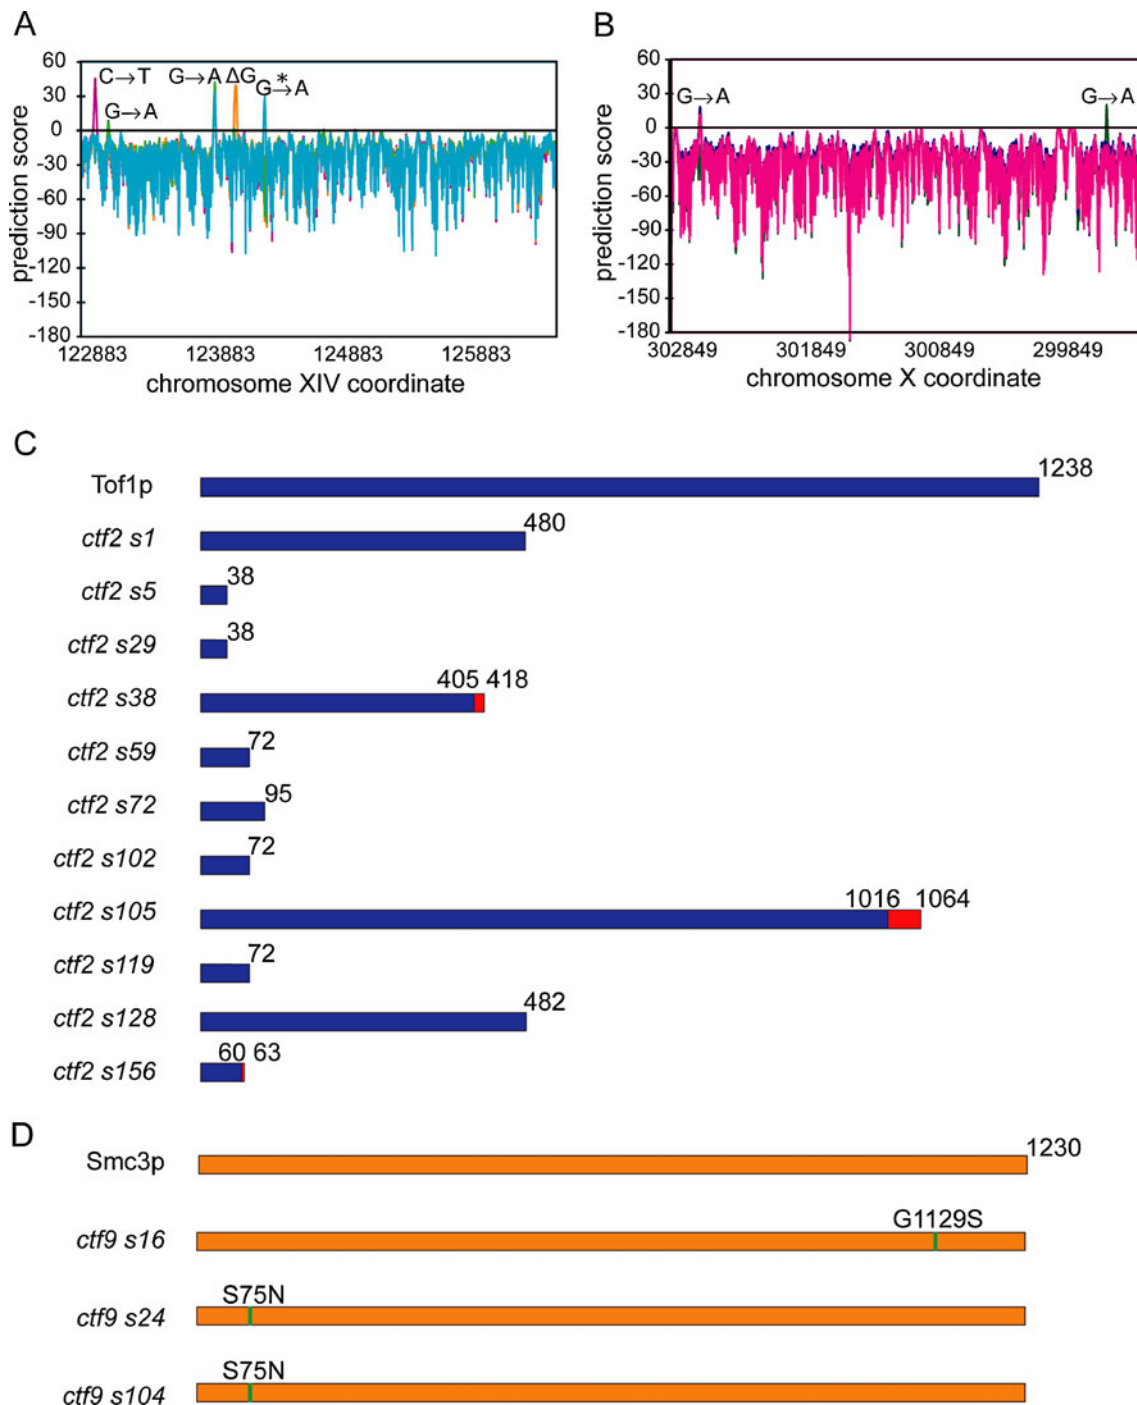 A
prediction score
60
30
0
-30
-60
-90
-120
-150
-180
C→T
G→A
G→A
ΔG
*
G→A
122883
123883
124883
125883
chromosome XIV coordinate
B
prediction score
60
30
0
-30
-60
-90
-120
-150
-180
G→A
G→A
302849
301849
300849
299849
chromosome X coordinate
C
Tof1p
1238
ctf2 s1
480
ctf2 s5
38
ctf2 s29
38
ctf2 s38
405 418
ctf2 s59
72
ctf2 s72
95
ctf2 s102
72
ctf2 s105
1016 1064
ctf2 s119
72
ctf2 s128
482
ctf2 s156
60 63
D
Smc3p
1230
ctf9 s16
G1129S
ctf9 s24
S75N
ctf9 s104
S75N